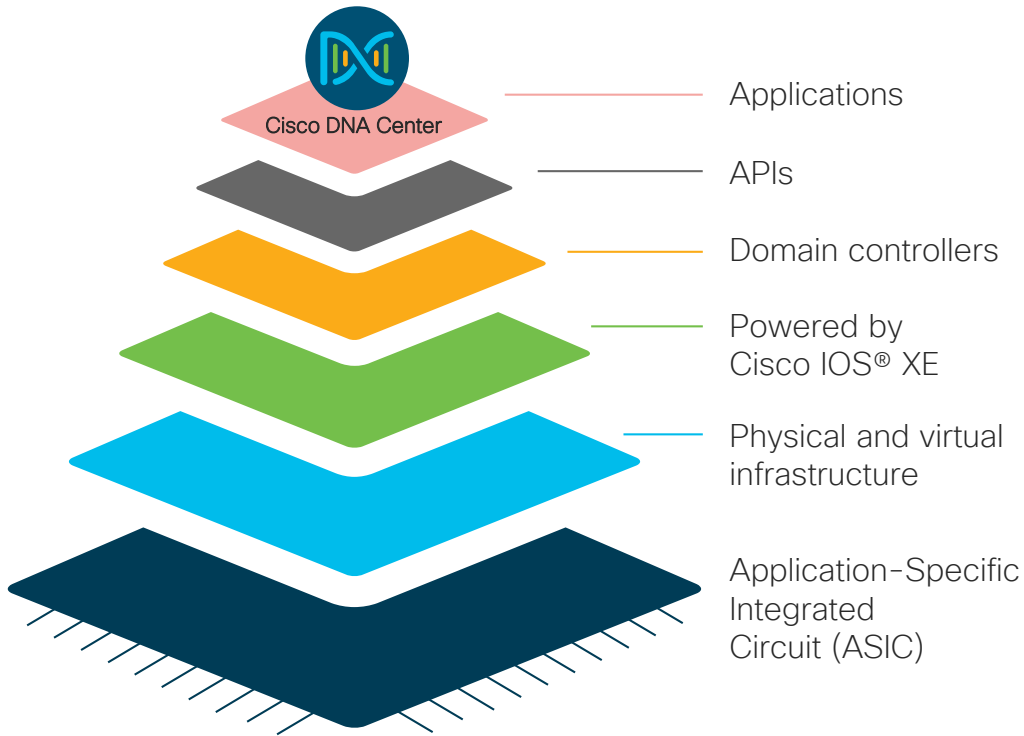 Cisco DNA Center
Applications
APIs
Domain controllers
Powered by
Cisco IOS® XE
Physical and virtual
infrastructure
Application-Specific
Integrated
Circuit (ASIC)